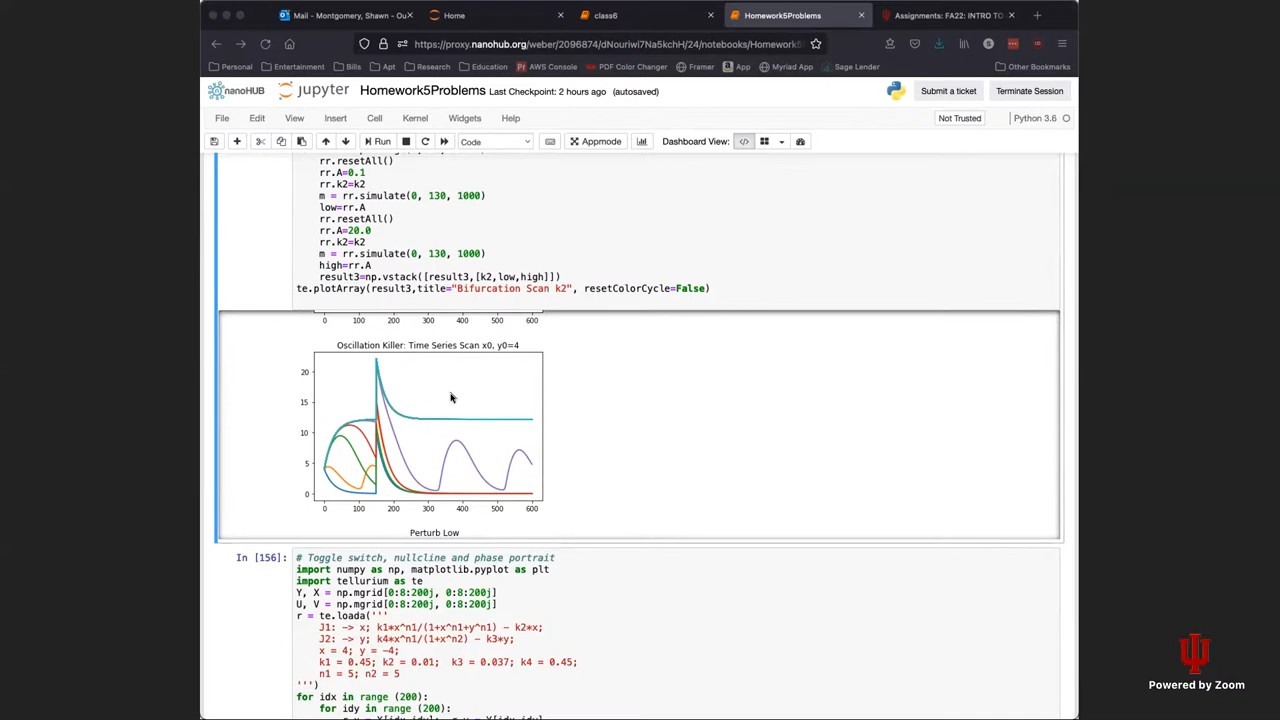 Mail - Montgomery, Shawn - Ou
Home
class6
Homework5Problems
Assignments: FA22: INTRO TO
https://proxy.nanohub.org/weber/2096874/dNouriwi7Na5kchH/24/notebooks/Homework5
Personal
Entertainment
Bills
Apt
Research
Education
AWS Console
PDF Color Changer
Framer
App
Myriad App
Sage Lender
Other Bookmarks
nanoHUB
jupyter
Homework5Problems Last Checkpoint: 2 hours ago (autosaved)
Submit a ticket
Terminate Session
File
Edit
View
Insert
Cell
Kernel
Widgets
Help
Not Trusted
Python 3.6
Run
Code
Appmode
Dashboard View:
rr.resetAll()
rr.A=0.1
rr.k2=k2
m = rr.simulate(0, 130, 1000)
low=rr.A
rr.resetAll()
rr.A=20.0
rr.k2=k2
m = rr.simulate(0, 130, 1000)
high=rr.A
result3=np.vstack([result3,[k2,low,high]])
te.plotArray(result3,title="Bifurcation Scan k2", resetColorCycle=False)
0 100 200 300 400 500 600
Oscillation Killer: Time Series Scan x0, y0=4
20
15
10
5
0
0 100 200 300 400 500 600
Perturb Low
In [156]:
# Toggle switch, nullcline and phase portrait
import numpy as np, matplotlib.pyplot as plt
import tellurium as te
Y, X = np.mgrid[0:8:200j, 0:8:200j]
U, V = np.mgrid[0:8:200j, 0:8:200j]
r = te.loada('''
J1: -> x; k1*x^n1/(1+x^n1+y^n1) - k2*x;
J2: -> y; k4*x^n1/(1+x^n2) - k3*y;
x = 4; y = -4;
k1 = 0.45; k2 = 0.01; k3 = 0.037; k4 = 0.45;
n1 = 5; n2 = 5
''')
for idx in range (200):
for idy in range (200):
Powered by Zoom